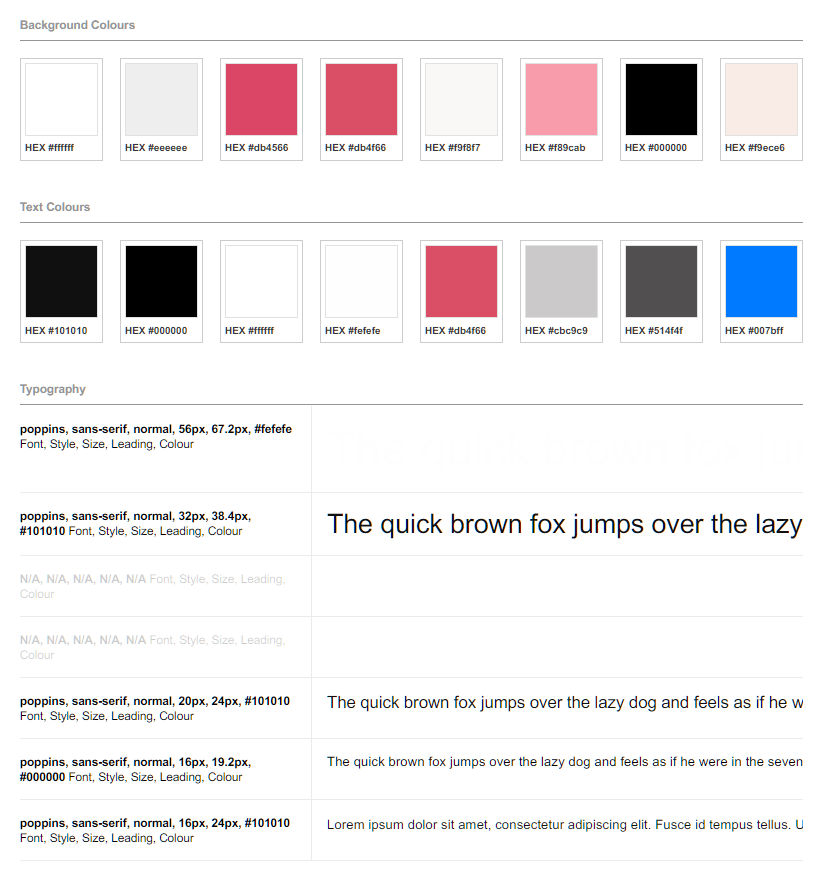 Background Colours
HEX #ffffff
HEX #eeeeee
HEX #db4566
HEX #db4f66
HEX #f9f8f7
HEX #f89cab
HEX #000000
HEX #f9ece6
Text Colours
HEX #101010
HEX #000000
HEX #ffffff
HEX #fefefe
HEX #db4f66
HEX #cbc9c9
HEX #514f4f
HEX #007bff
Typography
poppins, sans-serif, normal, 56px, 67.2px, #fefefe
Font, Style, Size, Leading, Colour
The quick brown fox ju
poppins, sans-serif, normal, 32px, 38.4px,
#101010 Font, Style, Size, Leading, Colour
The quick brown fox jumps over the lazy
N/A, N/A, N/A, N/A, N/A Font, Style, Size, Leading,
Colour
N/A, N/A, N/A, N/A, N/A Font, Style, Size, Leading,
Colour
poppins, sans-serif, normal, 20px, 24px, #101010
Font, Style, Size, Leading, Colour
The quick brown fox jumps over the lazy dog and feels as if he w
poppins, sans-serif, normal, 16px, 19.2px,
#000000 Font, Style, Size, Leading, Colour
The quick brown fox jumps over the lazy dog and feels as if he were in the seven
poppins, sans-serif, normal, 16px, 24px, #101010
Font, Style, Size, Leading, Colour
Lorem ipsum dolor sit amet, consectetur adipiscing elit. Fusce id tempus tellus. U